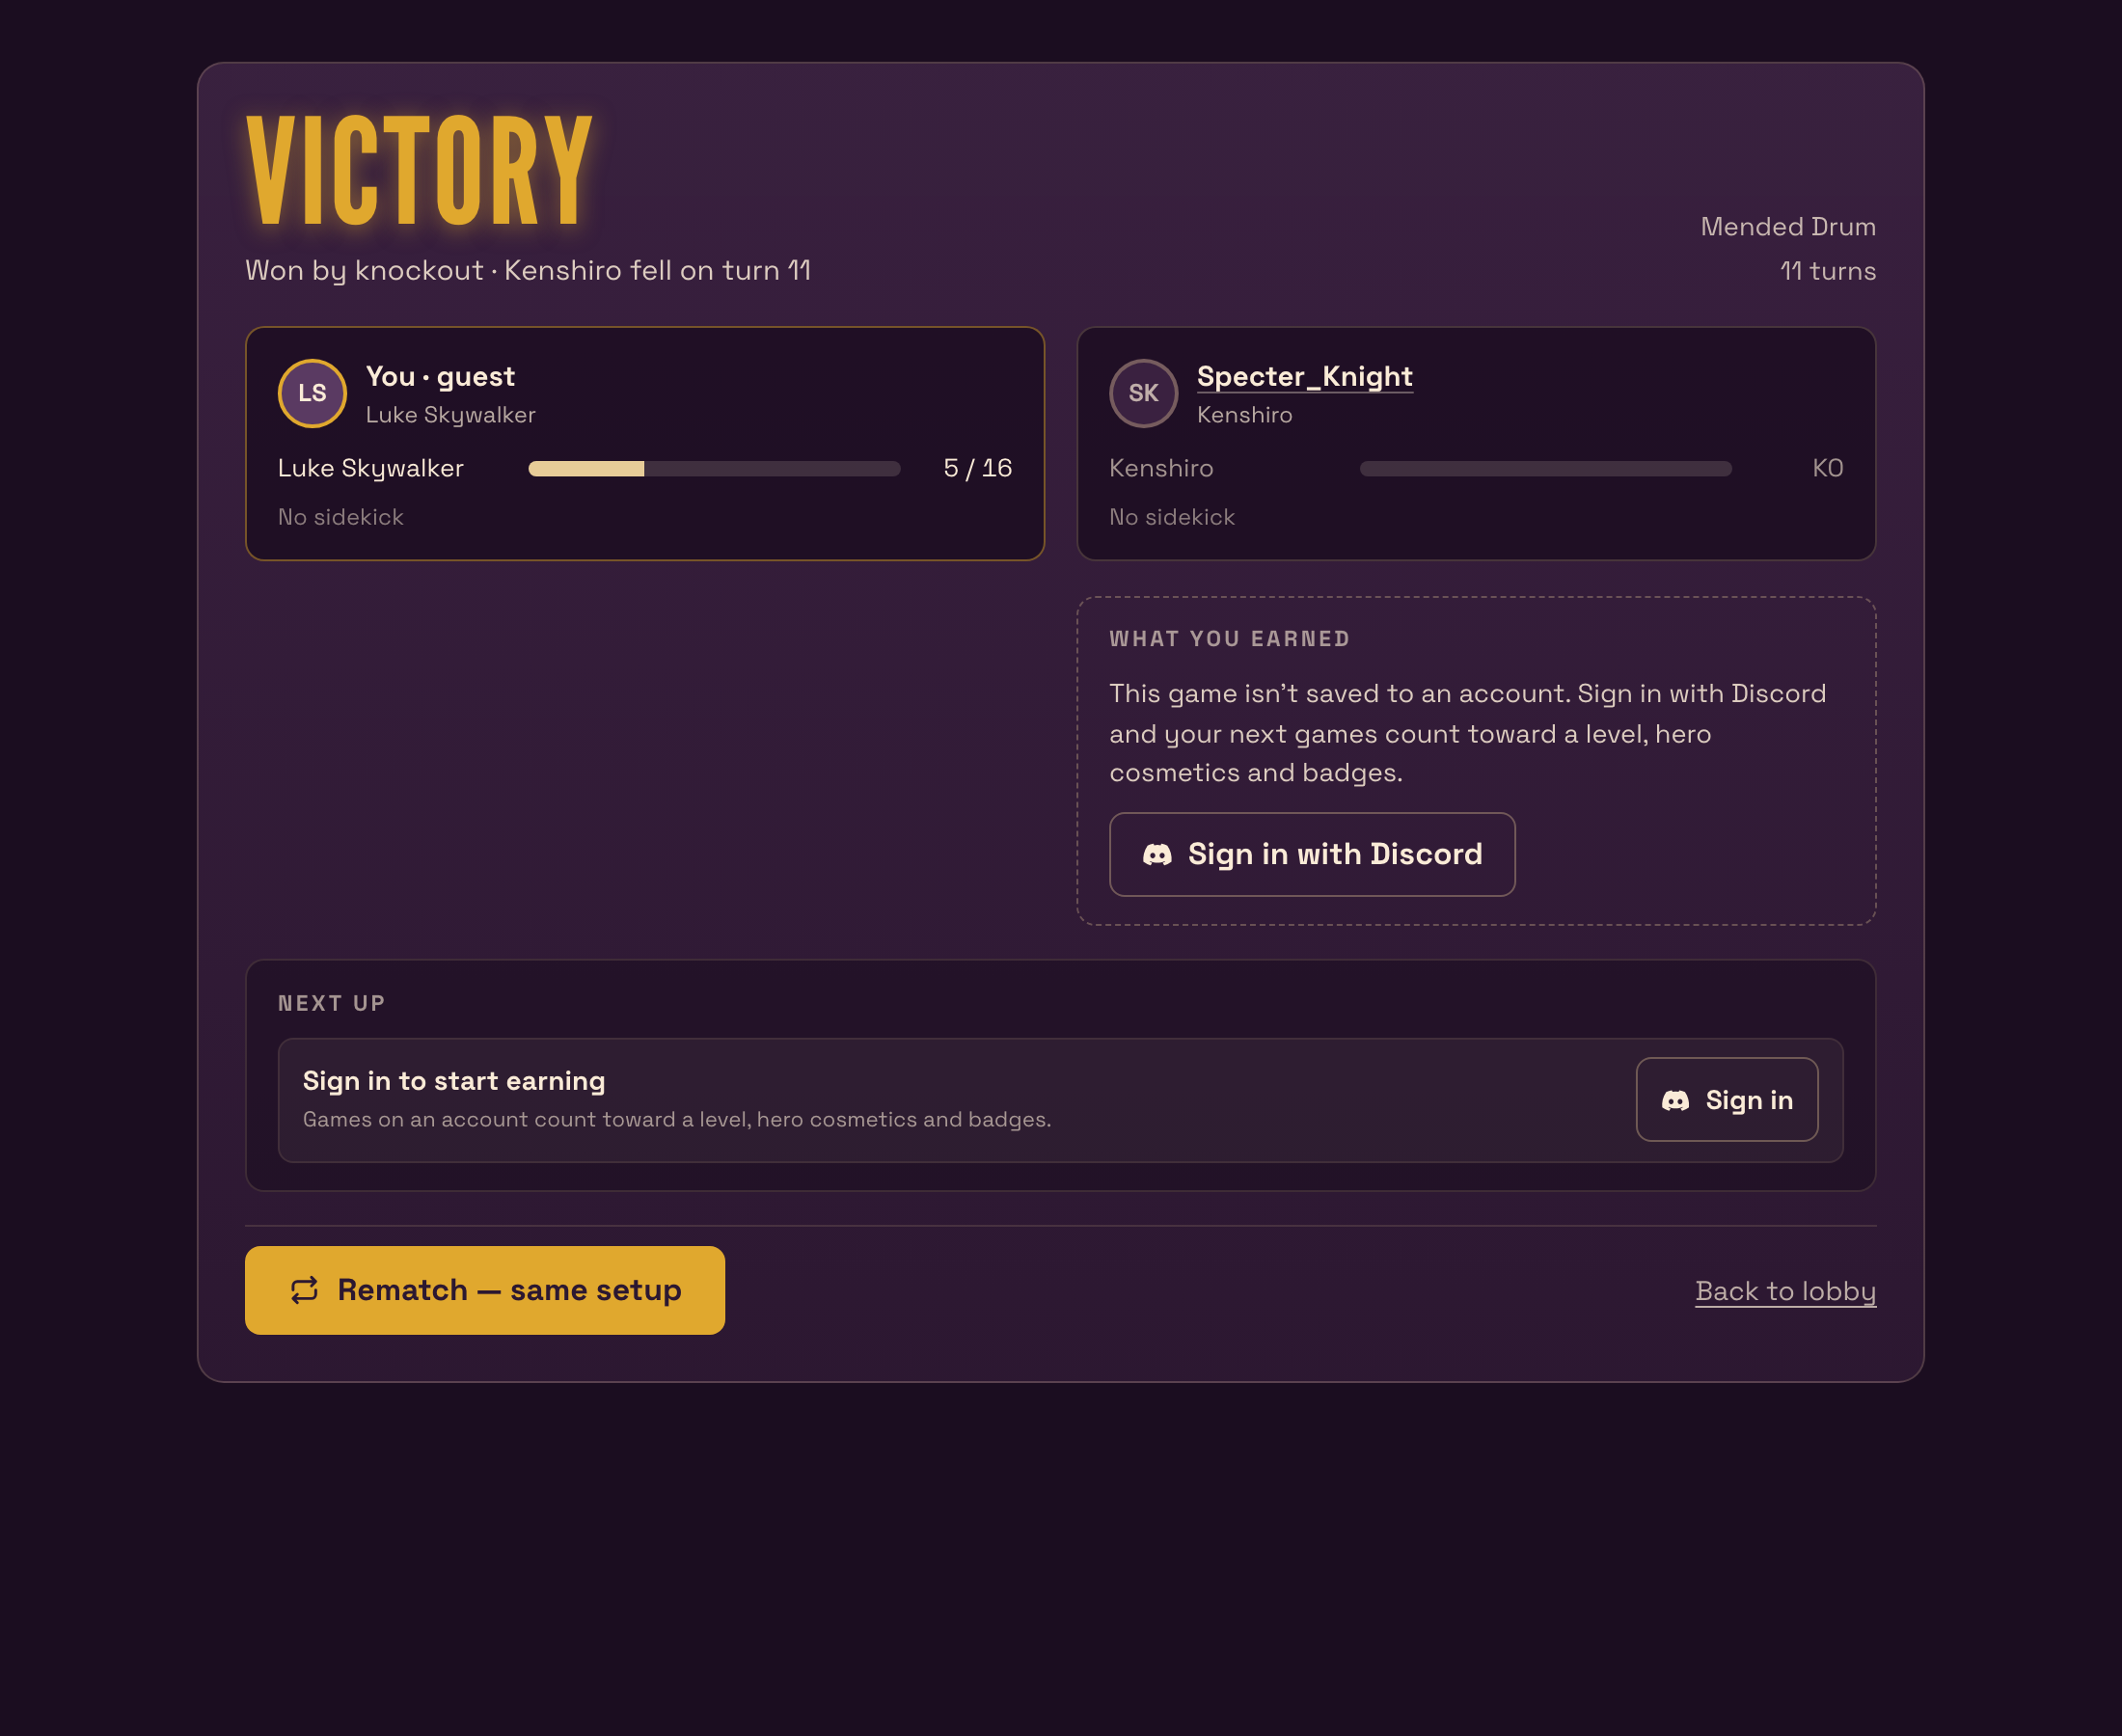 VICTORY
Won by knockout · Kenshiro fell on turn 11
Mended Drum
11 turns
LS
You · guest
Luke Skywalker
Luke Skywalker
5 / 16
No sidekick
SK
Specter_Knight
Kenshiro
Kenshiro
KO
No sidekick
WHAT YOU EARNED
This game isn’t saved to an account. Sign in with Discord
and your next games count toward a level, hero
cosmetics and badges.
Sign in with Discord
NEXT UP
Sign in to start earning
Games on an account count toward a level, hero cosmetics and badges.
Sign in
Rematch — same setup
Back to lobby